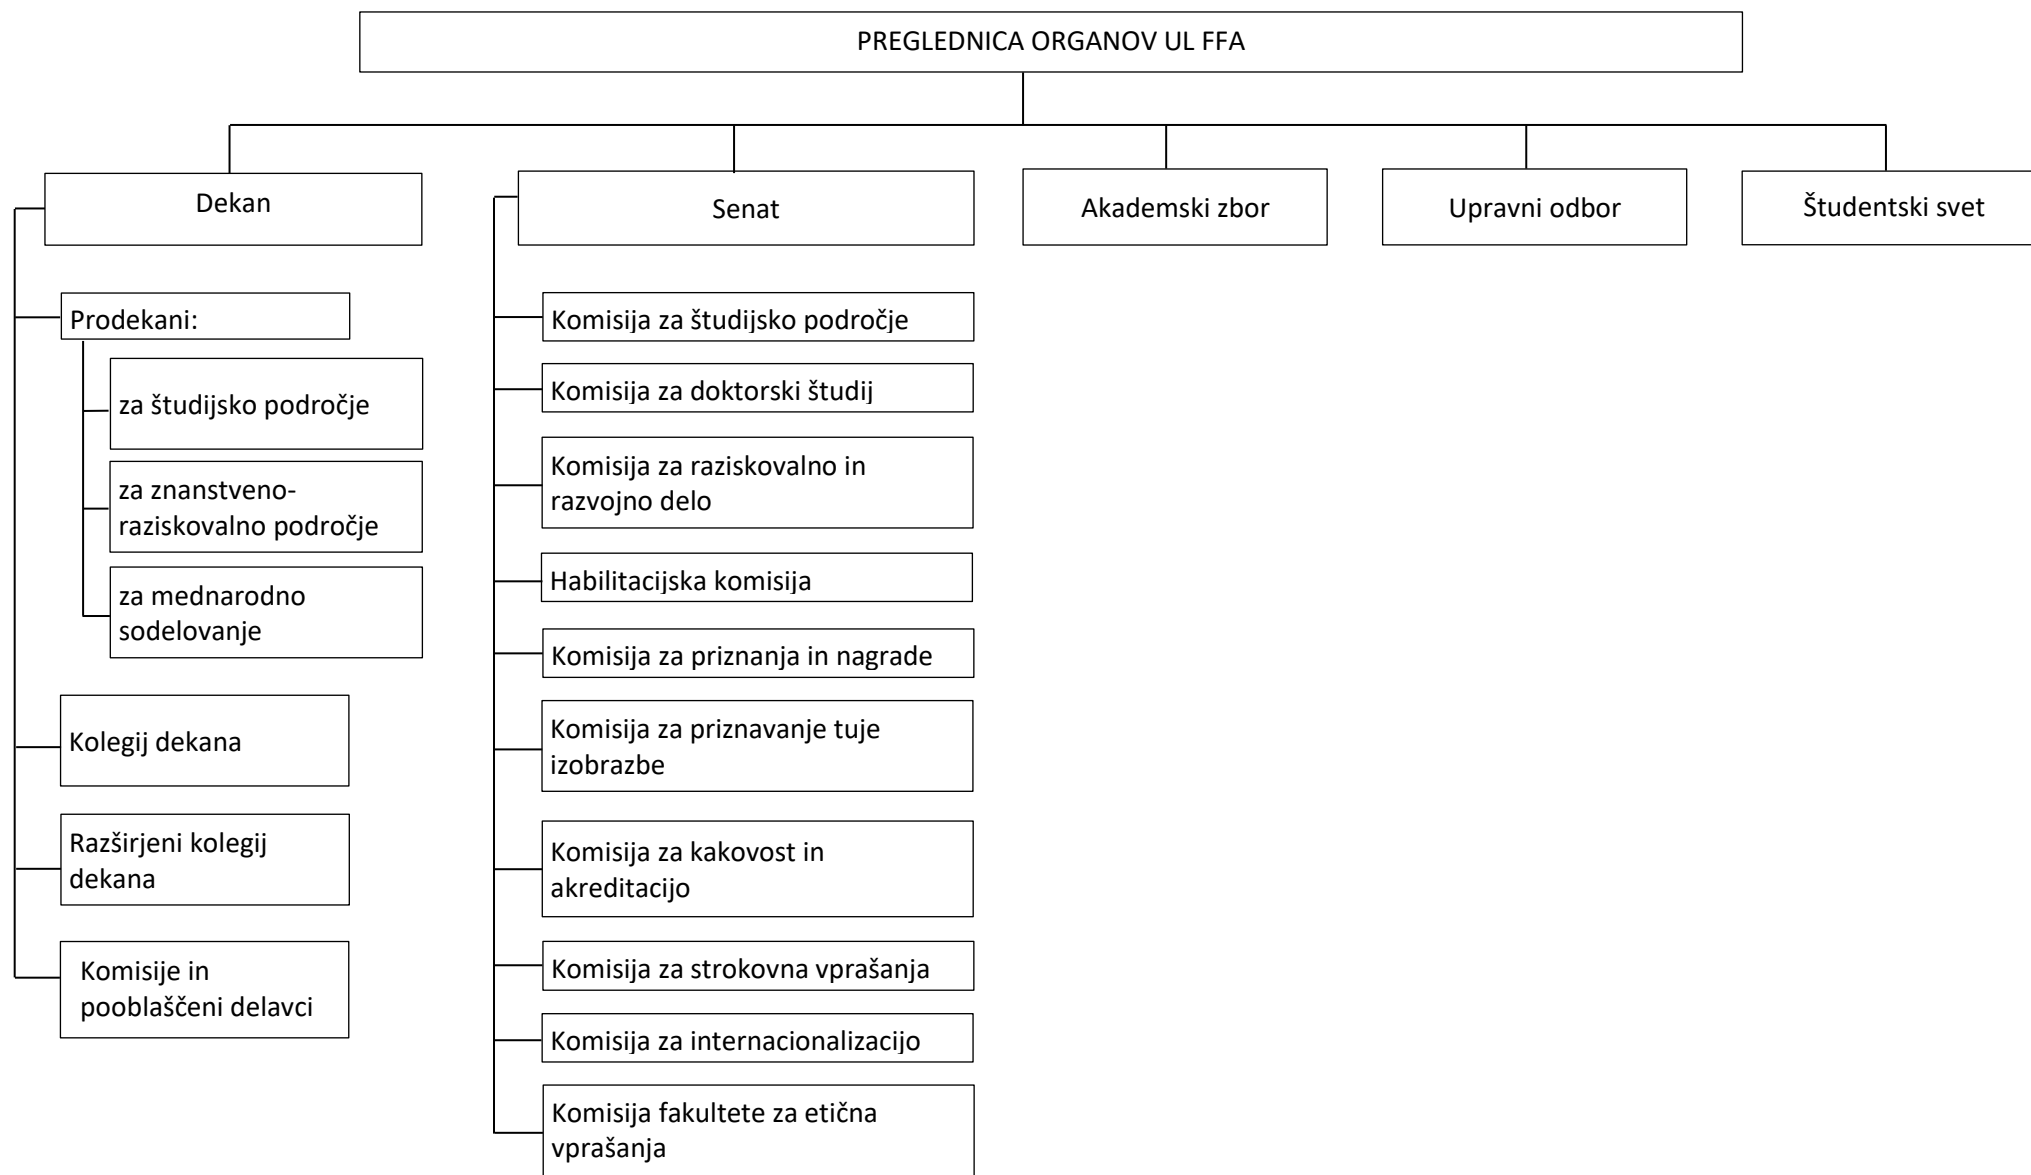 PREGLEDNICA ORGANOV UL FFA
Dekan
Prodekani:
za študijsko področje
za znanstveno-
raziskovalno področje
za mednarodno
sodelovanje
Kolegij dekana
Razširjeni kolegij
dekana
Komisije in
pooblaščeni delavci
Senat
Komisija za študijsko področje
Komisija za doktorski študij
Komisija za raziskovalno in
razvojno delo
Habilitacijska komisija
Komisija za priznanja in nagrade
Komisija za priznavanje tuje
izobrazbe
Komisija za kakovost in
akreditacijo
Komisija za strokovna vprašanja
Komisija za internacionalizacijo
Komisija fakultete za etična
vprašanja
Akademski zbor
Upravni odbor
Študentski svet